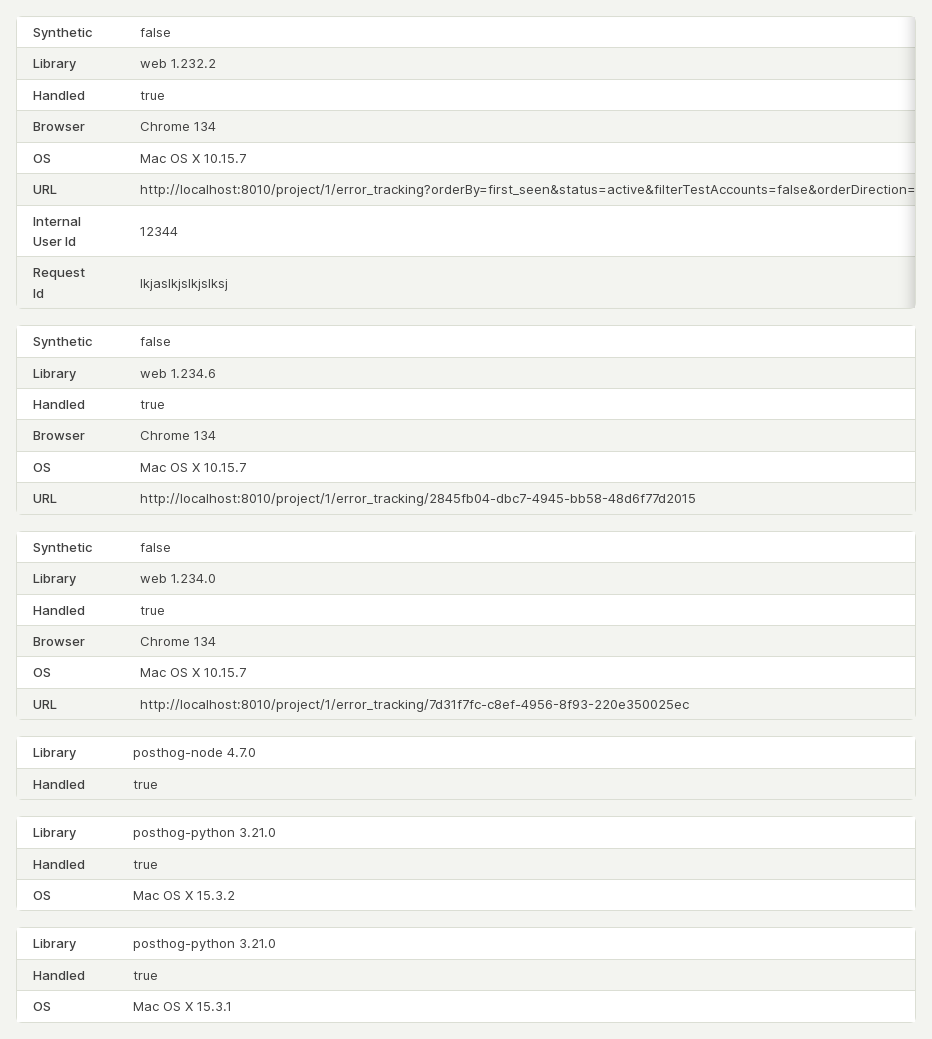 Synthetic false
Library web 1.232.2
Handled true
Browser Chrome 134
OS Mac OS X 10.15.7
URL http://localhost:8010/project/1/error_tracking?orderBy=first_seen&status=active&filterTestAccounts=false&orderDirection=
Internal
User Id 12344
Request
Id lkjaslkjslkjslksj
Synthetic false
Library web 1.234.6
Handled true
Browser Chrome 134
OS Mac OS X 10.15.7
URL http://localhost:8010/project/1/error_tracking/2845fb04-dbc7-4945-bb58-48d6f77d2015
Synthetic false
Library web 1.234.0
Handled true
Browser Chrome 134
OS Mac OS X 10.15.7
URL http://localhost:8010/project/1/error_tracking/7d31f7fc-c8ef-4956-8f93-220e350025ec
Library posthog-node 4.7.0
Handled true
Library posthog-python 3.21.0
Handled true
OS Mac OS X 15.3.2
Library posthog-python 3.21.0
Handled true
OS Mac OS X 15.3.1